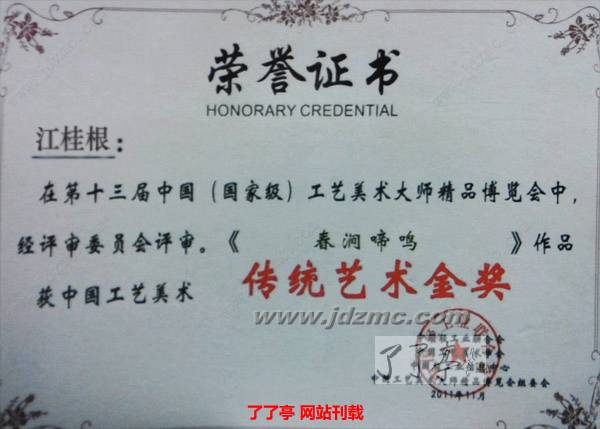 荣誉证书
HONORARY CREDENTIAL
江桂根：
在第十三届中国（国家级）工艺美术大师精品博览会中，
经评审委员会评审。《 春涧啼鸣 》作品
获中国工艺美术 传统艺术金奖
www.jdzmc.com
了了亭
2011年11月
了了亭 网站刊载